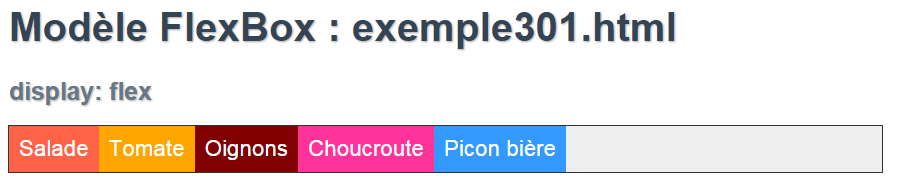 Modèle FlexBox : exemple301.html
display: flex
Salade Tomate Oignons Choucroute Picon bière